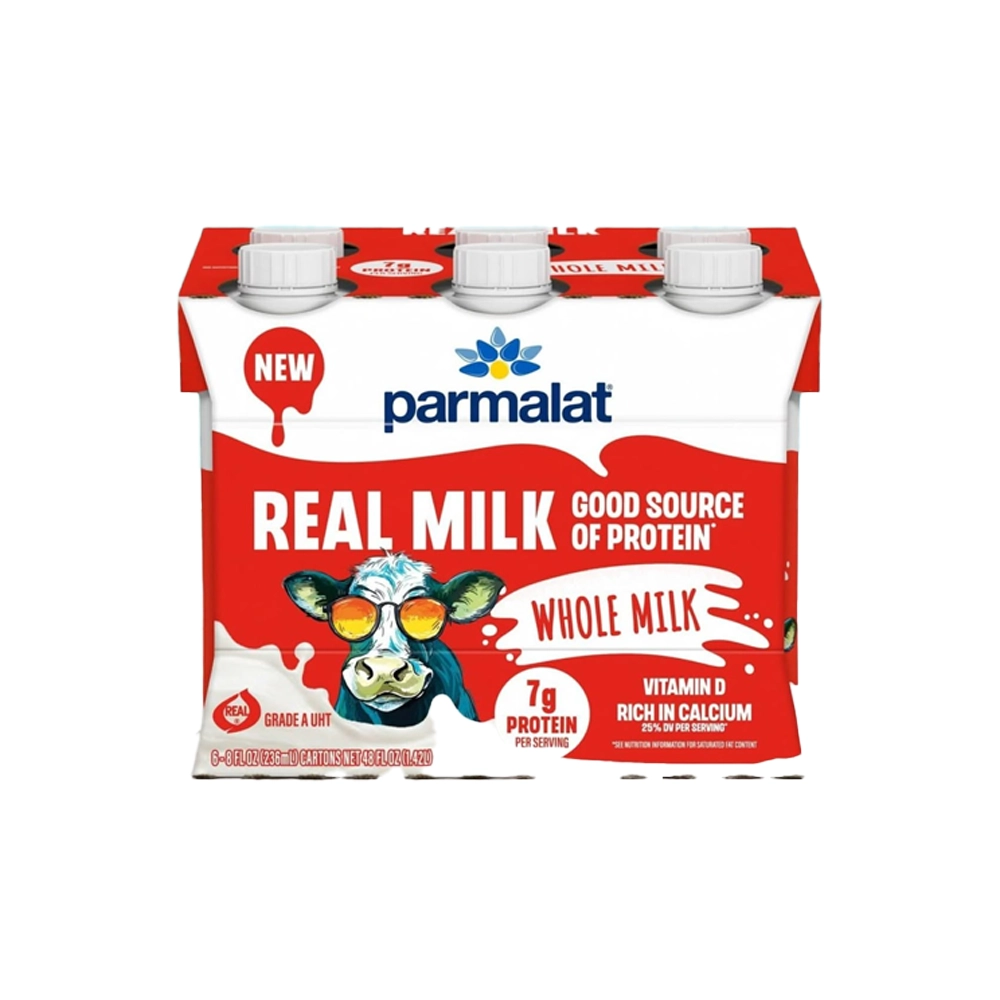 7g
PROTEIN
PER SERVING
WHOLE MILK
NEW
parmalat
REAL MILK
GOOD SOURCE
OF PROTEIN*
WHOLE MILK
7g
PROTEIN
PER SERVING
VITAMIN D
RICH IN CALCIUM
25% DV PER SERVING*
*SEE NUTRITION INFORMATION FOR SATURATED FAT CONTENT
REAL
GRADE A UHT
6-8 FL OZ (236mL) CARTONS NET 48 FL OZ (1.42L)